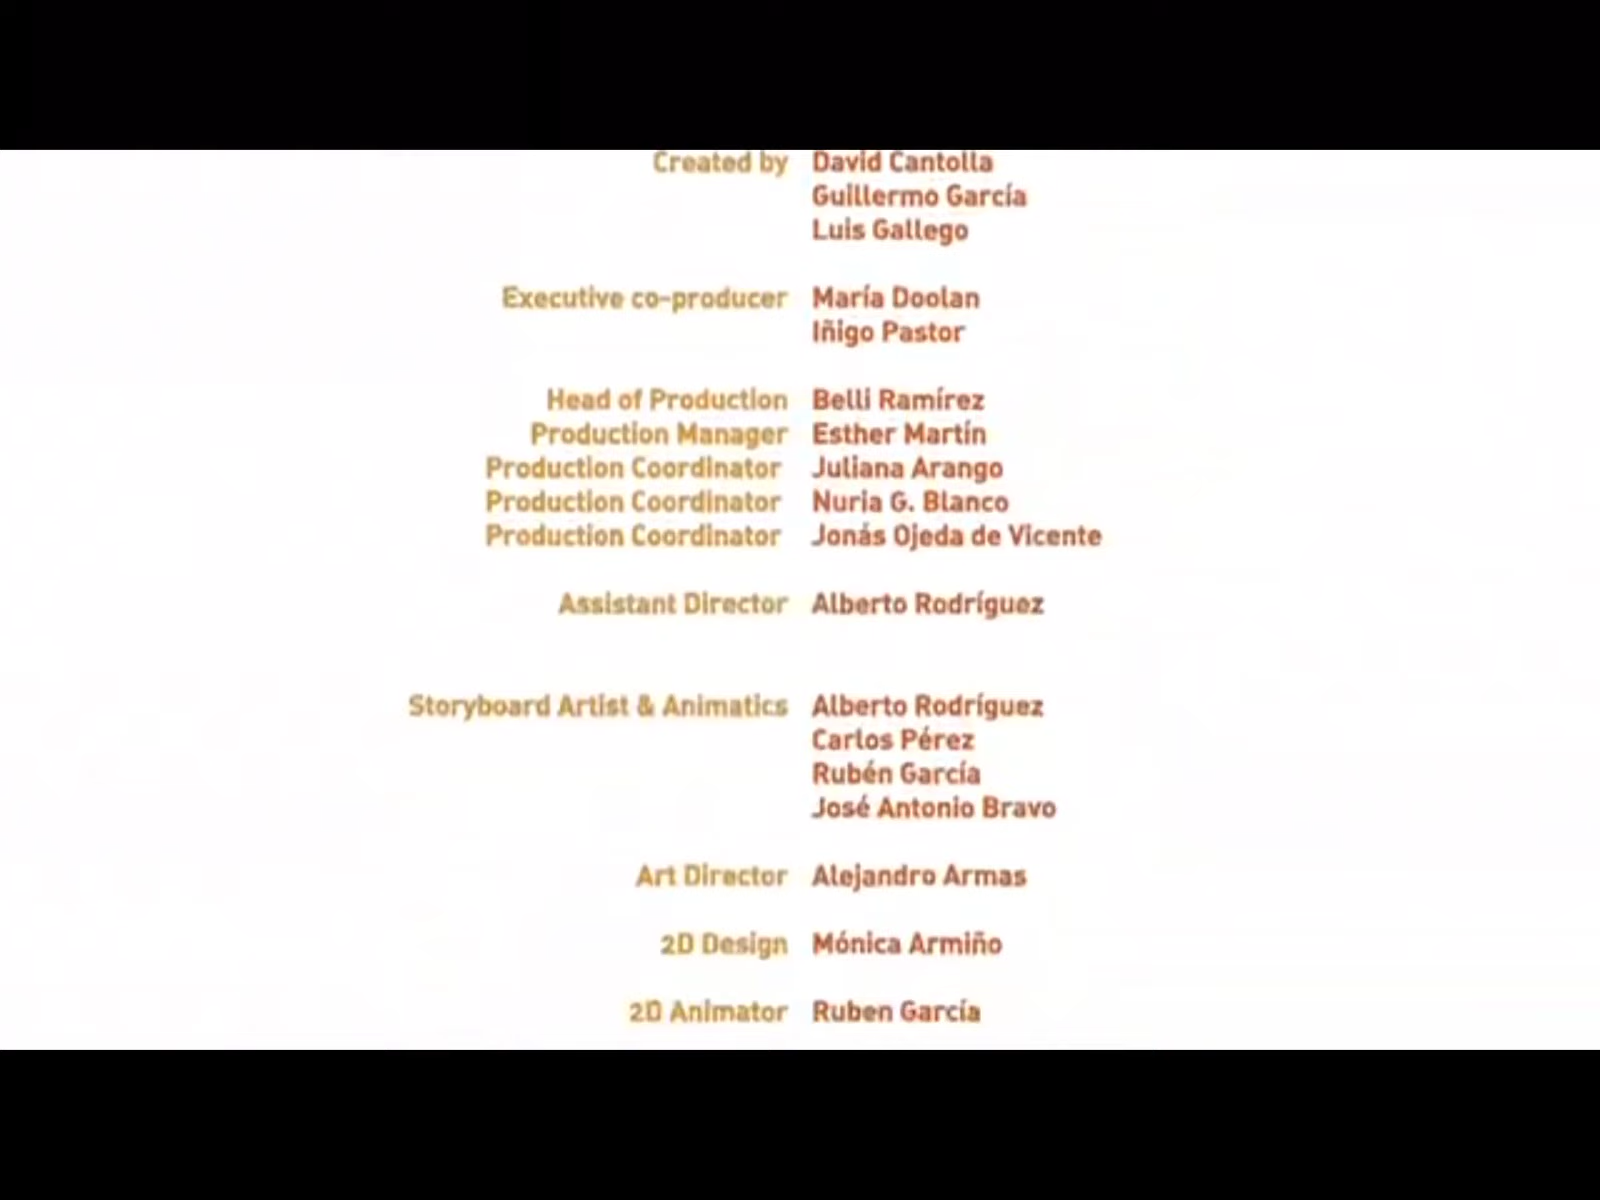 Created by David Cantolla
Guillermo García
Luis Gallego
Executive co-producer María Doolan
Iñigo Pastor
Head of Production Belli Ramírez
Production Manager Esther Martín
Production Coordinator Juliana Arango
Production Coordinator Nuria G. Blanco
Production Coordinator Jonás Ojeda de Vicente
Assistant Director Alberto Rodríguez
Storyboard Artist & Animatics Alberto Rodríguez
Carlos Pérez
Rubén García
José Antonio Bravo
Art Director Alejandro Armas
2D Design Mónica Armiño
2D Animator Ruben García